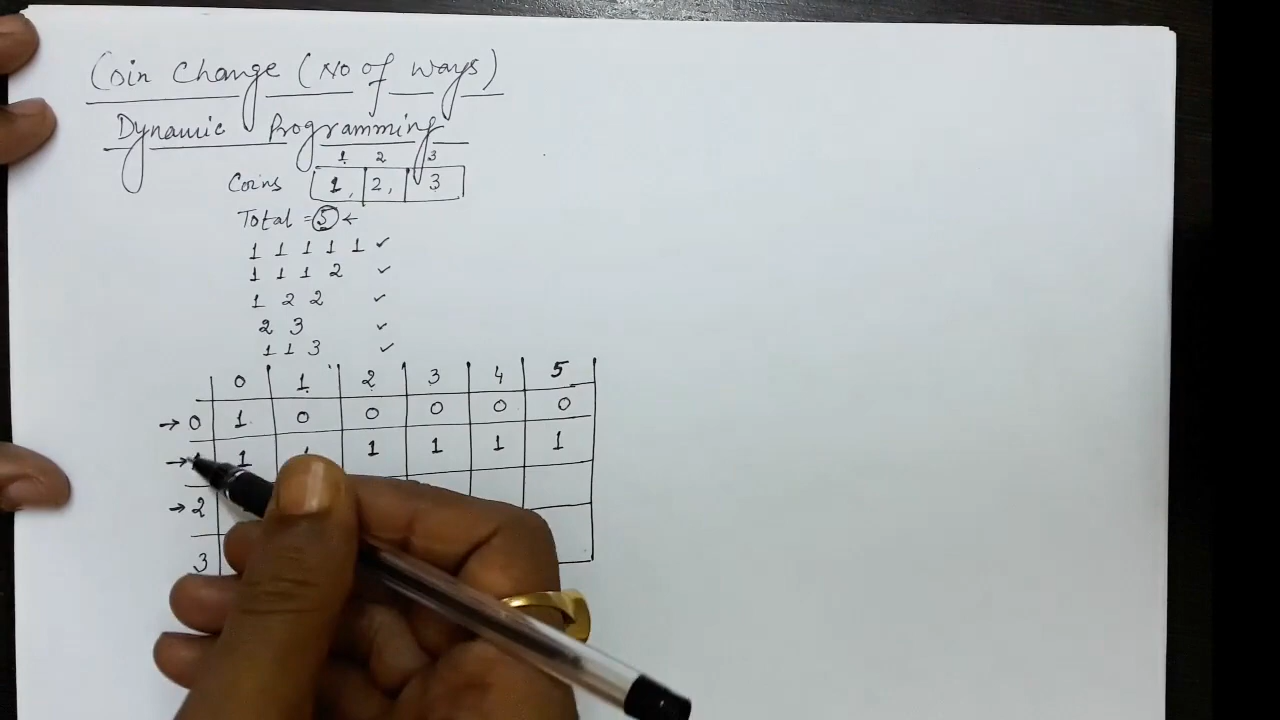 Coin Change (No of Ways)
Dynamic Programming
1 2 3
Coins 1, 2, 3
Total = 5 ←
1 1 1 1 1 ✓
1 1 1 2 ✓
1 2 2 ✓
2 3 ✓
1 1 3 ✓
0 1 2 3 4 5
→ 0 1 0 0 0 0 0
→ 1 1 1 1 1 1
→ 2
3